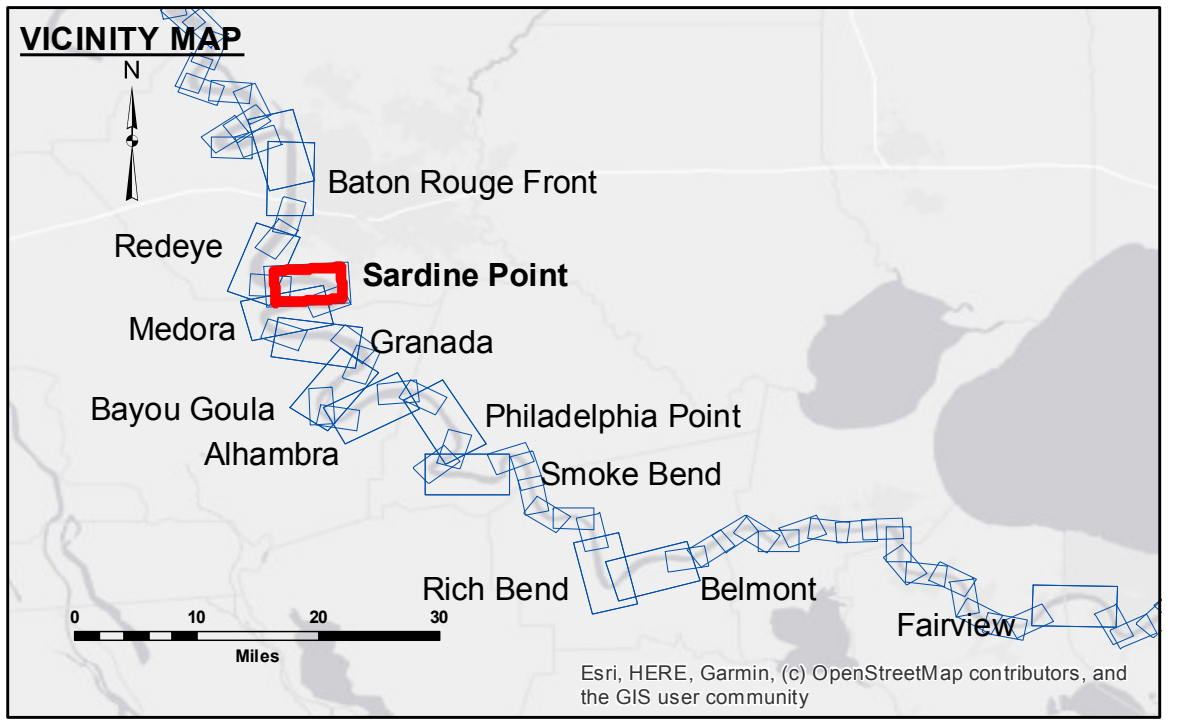 VICINITY MAP
N
Baton Rouge Front
Redeye
Sardine Point
Medora
Granada
Bayou Goula
Philadelphia Point
Alhambra
Smoke Bend
Rich Bend
Belmont
Fairview
0 10 20 30
Miles
Esri, HERE, Garmin, (c) OpenStreetMap contributors, and
the GIS user community